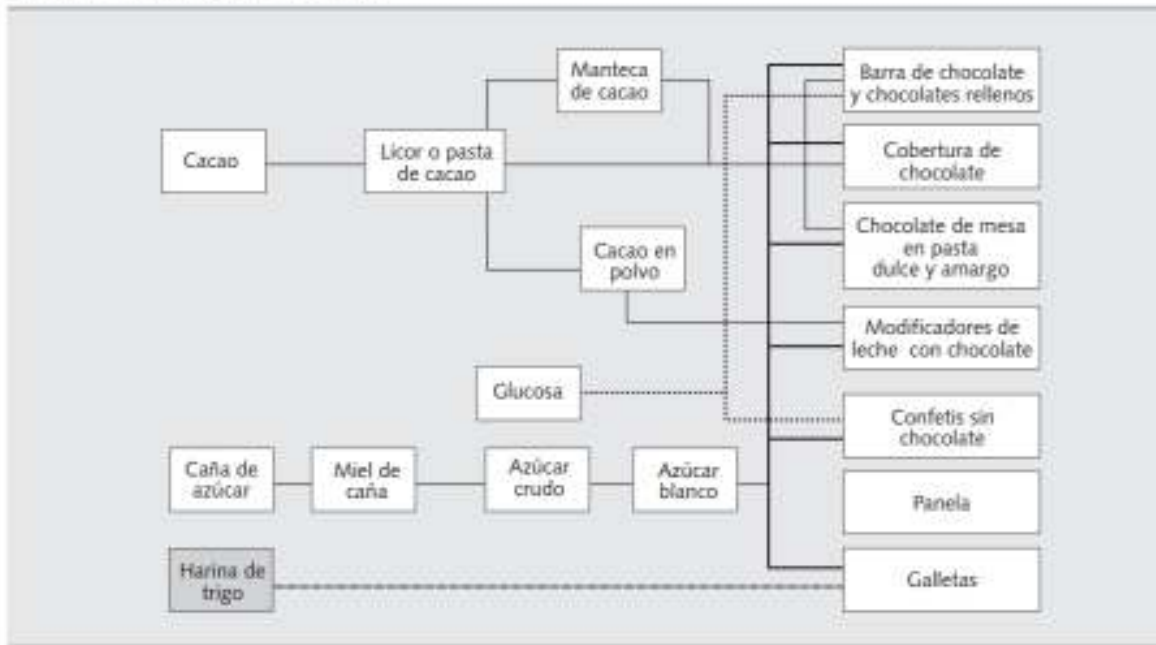 Manteca
de cacao
Barra de chocolate
y chocolates rellenos
Cacao
Licor o pasta
de cacao
Cobertura de
chocolate
Cacao en
polvo
Chocolate de mesa
en pasta
dulce y amargo
Modificadores de
leche con chocolate
Glucosa
Confetis sin
chocolate
Caña de
azúcar
Miel de
caña
Azúcar
crudo
Azúcar
blanco
Panela
Harina de
trigo
Galletas